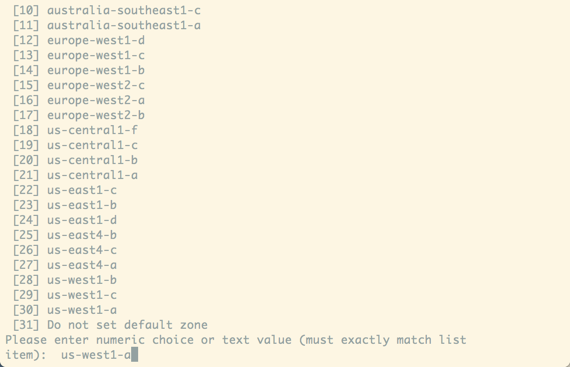 [10] australia-southeast1-c
[11] australia-southeast1-a
[12] europe-west1-d
[13] europe-west1-c
[14] europe-west1-b
[15] europe-west2-c
[16] europe-west2-a
[17] europe-west2-b
[18] us-central1-f
[19] us-central1-c
[20] us-central1-b
[21] us-central1-a
[22] us-east1-c
[23] us-east1-b
[24] us-east1-d
[25] us-east4-b
[26] us-east4-c
[27] us-east4-a
[28] us-west1-b
[29] us-west1-c
[30] us-west1-a
[31] Do not set default zone
Please enter numeric choice or text value (must exactly match list
item):  us-west1-a